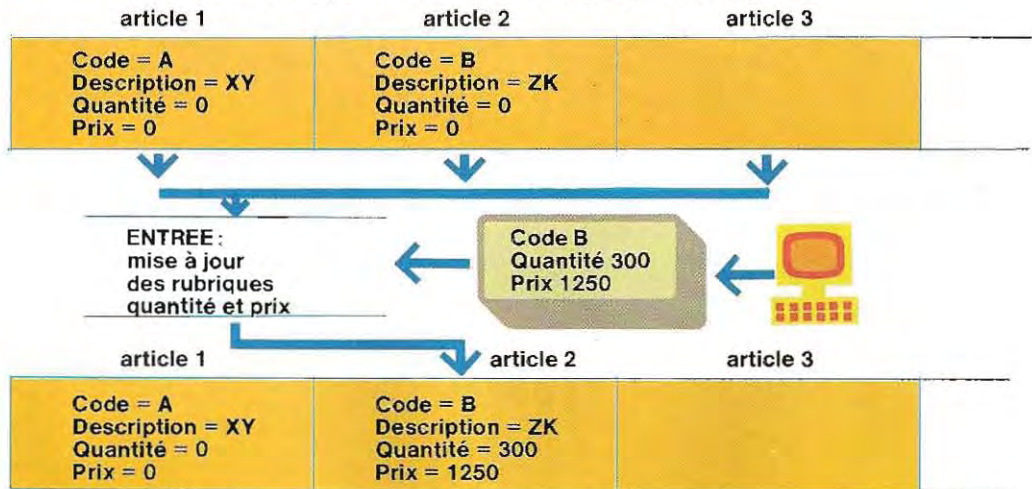 article 1
article 2
article 3
Code = A
Description = XY
Quantité = 0
Prix = 0
Code = B
Description = ZK
Quantité = 0
Prix = 0
ENTREE :
mise à jour
des rubriques
quantité et prix
Code B
Quantité 300
Prix 1250
article 1
article 2
article 3
Code = A
Description = XY
Quantité = 0
Prix = 0
Code = B
Description = ZK
Quantité = 300
Prix = 1250